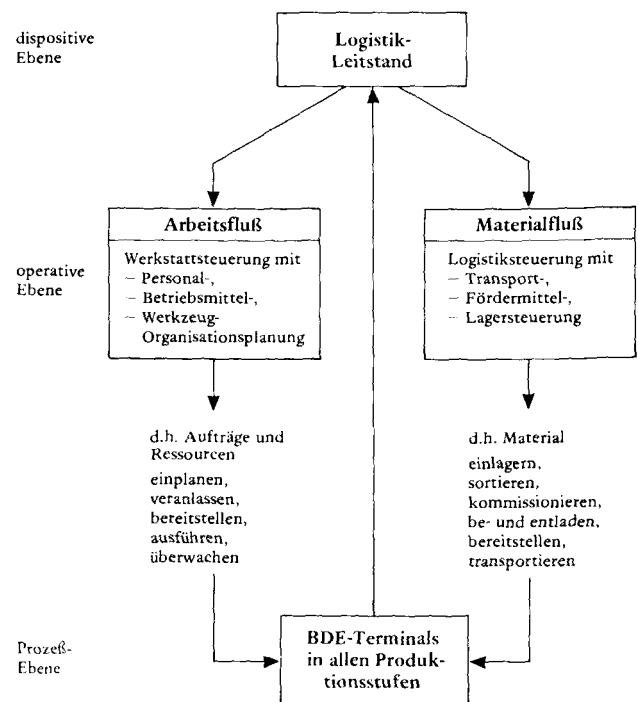 dispositive
Ebene
Logistik-
Leitstand
Arbeitsfluß
Werkstattsteuerung mit
– Personal-,
– Betriebsmittel-,
– Werkzeug-
Organisationsplanung
Materialfluß
Logistiksteuerung mit
– Transport-,
– Fördermittel-,
– Lagersteuerung
operative
Ebene
d.h. Aufträge und
Ressourcen
einplanen,
veranlassen,
bereitstellen,
ausführen,
überwachen
d.h. Material
einlagern,
sortieren,
kommissionieren,
be- und entladen,
bereitstellen,
transportieren
Prozeß-
Ebene
BDE-Terminals
in allen Produk-
tionsstufen